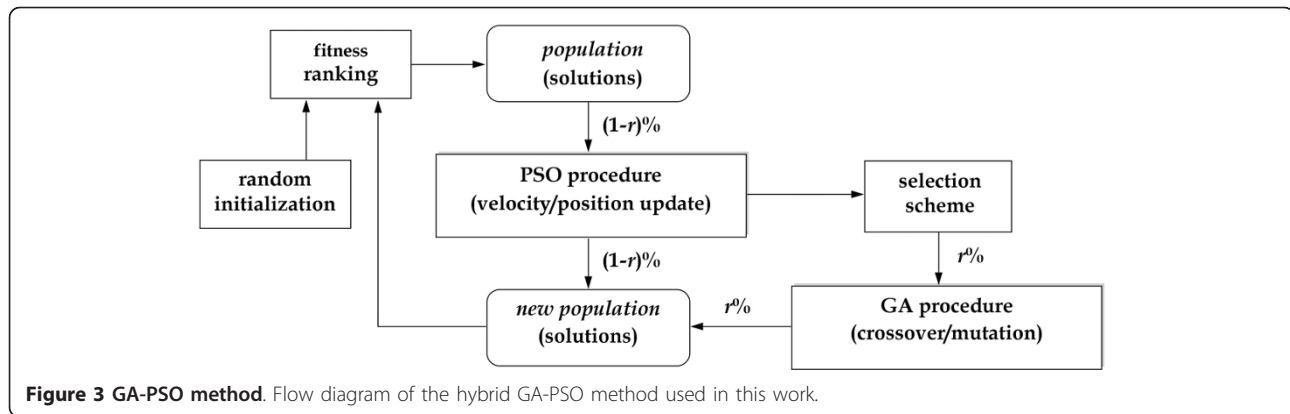 fitness
ranking
population
(solutions)
(1-r)%
random
initialization
PSO procedure
(velocity/position update)
selection
scheme
(1-r)%
r%
new population
(solutions)
r%
GA procedure
(crossover/mutation)
Figure 3 GA-PSO method. Flow diagram of the hybrid GA-PSO method used in this work.